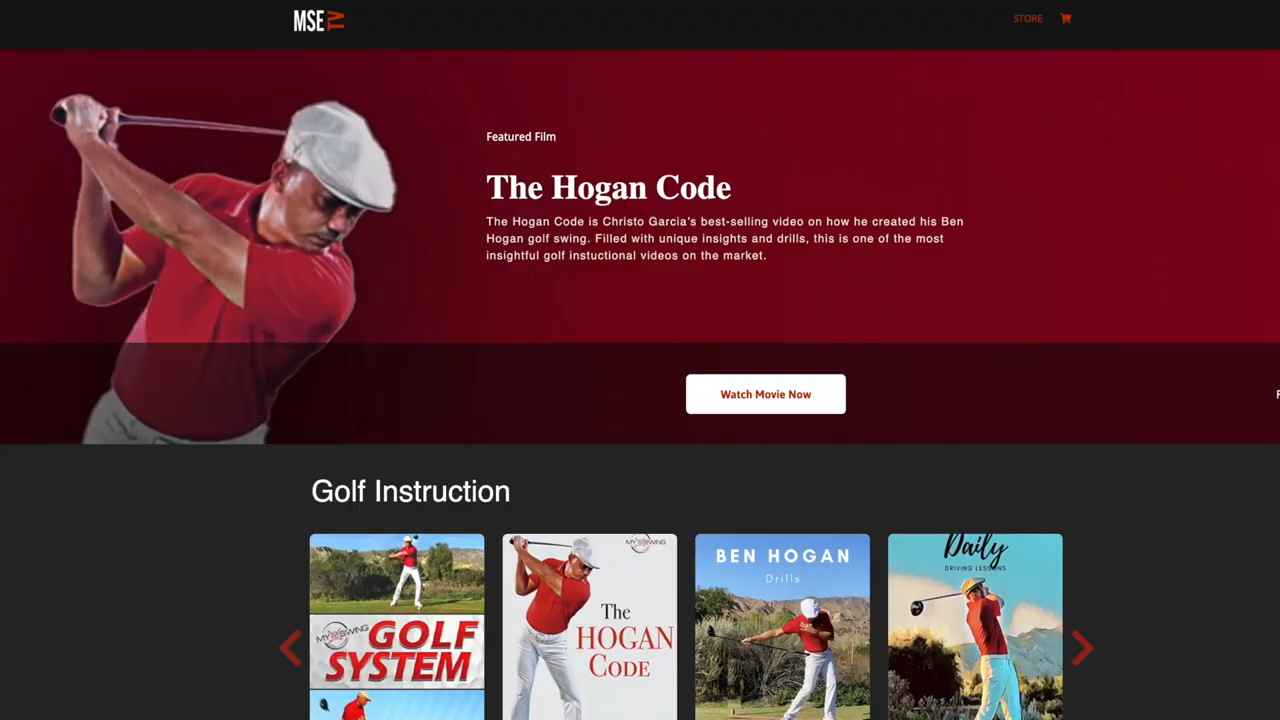 MSE TV
STORE
Featured Film
The Hogan Code
The Hogan Code is Christo Garcia's best-selling video on how he created his Ben
Hogan golf swing. Filled with unique insights and drills, this is one of the most
insightful golf instuctional videos on the market.
Watch Movie Now
Golf Instruction
MY SWING
GOLF
SYSTEM
MY SWING
The
HOGAN
CODE
BEN HOGAN
Drills
Daily
DRIVING LESSONS